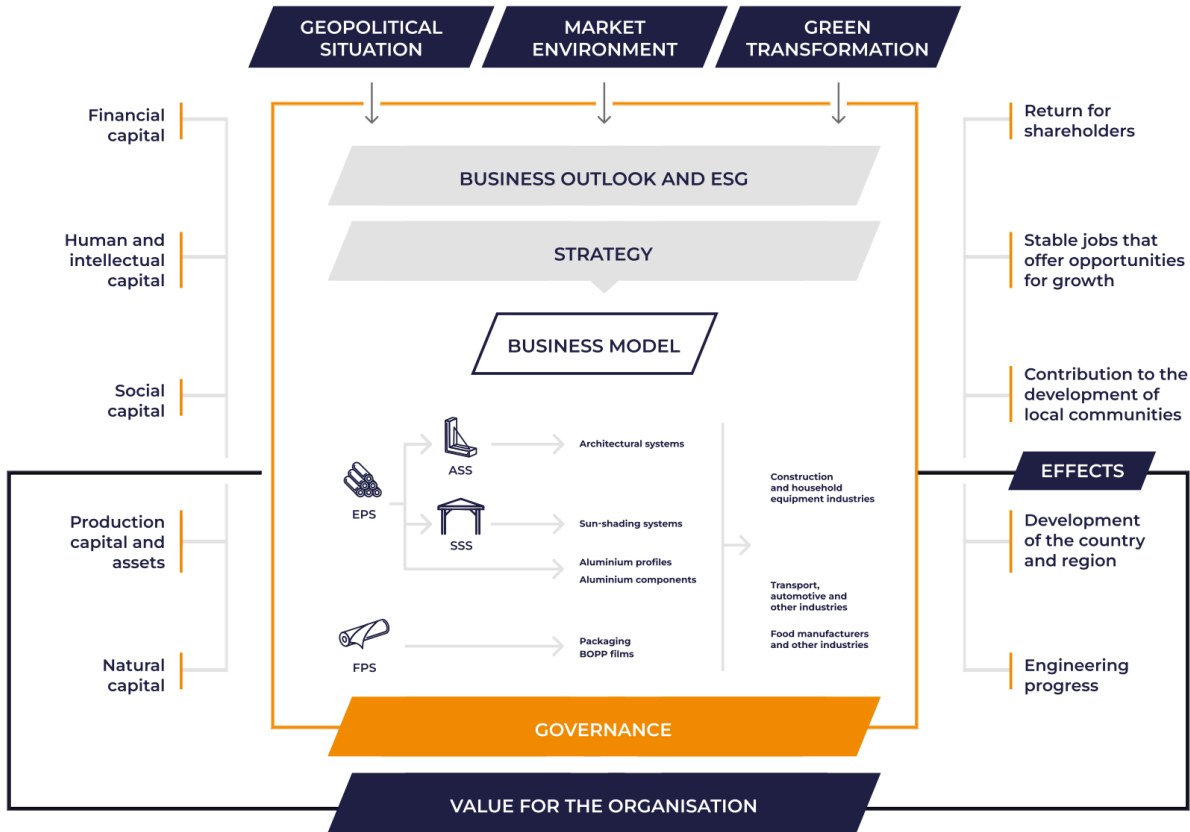 GEOPOLITICAL
SITUATION
MARKET
ENVIRONMENT
GREEN
TRANSFORMATION
Financial
capital
Human and
intellectual
capital
Social
capital
Production
capital and
assets
Natural
capital
BUSINESS OUTLOOK AND ESG
STRATEGY
BUSINESS MODEL
EPS
ASS
SSS
FPS
Architectural systems
Sun-shading systems
Aluminium profiles
Aluminium components
Packaging
BOPP films
Construction
and household
equipment industries
Transport,
automotive and
other industries
Food manufacturers
and other industries
Return for
shareholders
Stable jobs that
offer opportunities
for growth
Contribution to the
development of
local communities
EFFECTS
Development
of the country
and region
Engineering
progress
GOVERNANCE
VALUE FOR THE ORGANISATION